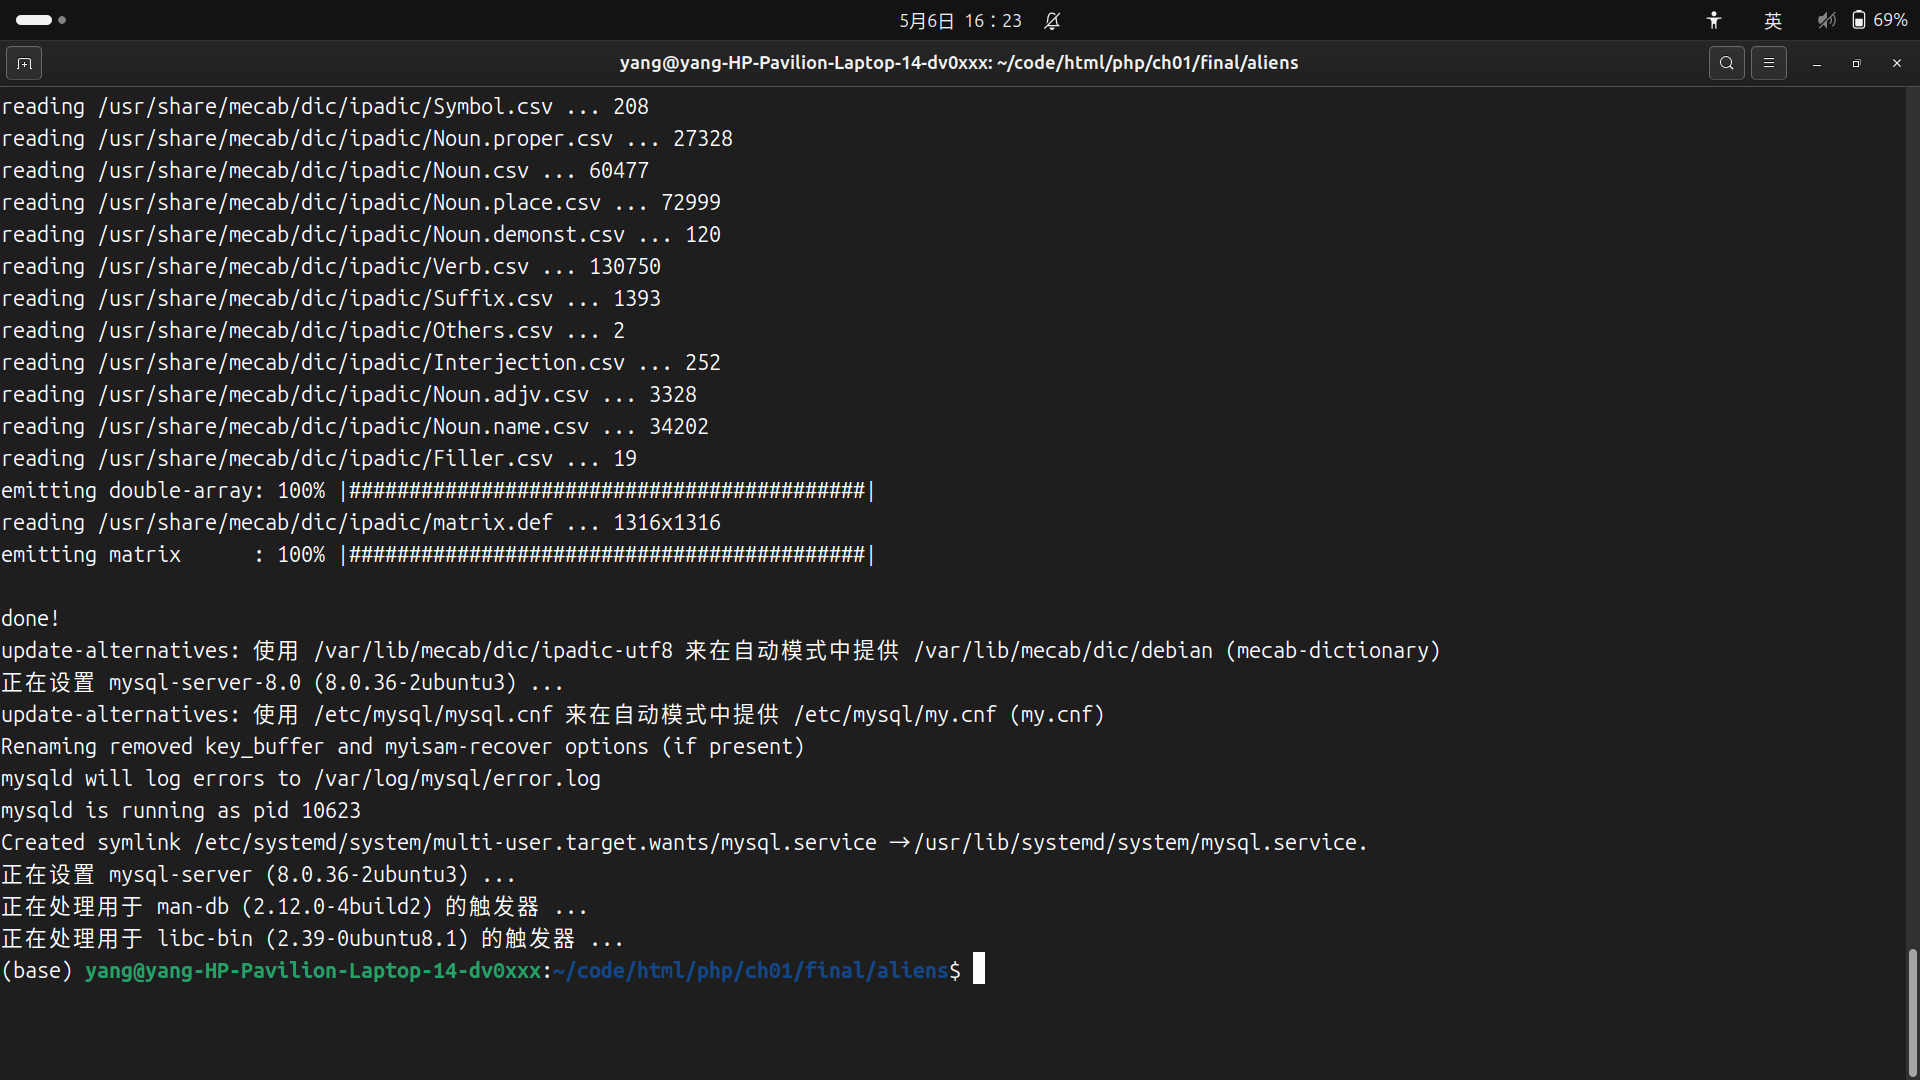 5月6日 16：23
英
69%
yang@yang-HP-Pavilion-Laptop-14-dv0xxx: ~/code/html/php/ch01/final/aliens
reading /usr/share/mecab/dic/ipadic/Symbol.csv ... 208
reading /usr/share/mecab/dic/ipadic/Noun.proper.csv ... 27328
reading /usr/share/mecab/dic/ipadic/Noun.csv ... 60477
reading /usr/share/mecab/dic/ipadic/Noun.place.csv ... 72999
reading /usr/share/mecab/dic/ipadic/Noun.demonst.csv ... 120
reading /usr/share/mecab/dic/ipadic/Verb.csv ... 130750
reading /usr/share/mecab/dic/ipadic/Suffix.csv ... 1393
reading /usr/share/mecab/dic/ipadic/Others.csv ... 2
reading /usr/share/mecab/dic/ipadic/Interjection.csv ... 252
reading /usr/share/mecab/dic/ipadic/Noun.adjv.csv ... 3328
reading /usr/share/mecab/dic/ipadic/Noun.name.csv ... 34202
reading /usr/share/mecab/dic/ipadic/Filler.csv ... 19
emitting double-array: 100% |###########################################|
reading /usr/share/mecab/dic/ipadic/matrix.def ... 1316x1316
emitting matrix      : 100% |###########################################|
done!
update-alternatives: 使用 /var/lib/mecab/dic/ipadic-utf8 来在自动模式中提供 /var/lib/mecab/dic/debian (mecab-dictionary)
正在设置 mysql-server-8.0 (8.0.36-2ubuntu3) ...
update-alternatives: 使用 /etc/mysql/mysql.cnf 来在自动模式中提供 /etc/mysql/my.cnf (my.cnf)
Renaming removed key_buffer and myisam-recover options (if present)
mysqld will log errors to /var/log/mysql/error.log
mysqld is running as pid 10623
Created symlink /etc/systemd/system/multi-user.target.wants/mysql.service → /usr/lib/systemd/system/mysql.service.
正在设置 mysql-server (8.0.36-2ubuntu3) ...
正在处理用于 man-db (2.12.0-4build2) 的触发器 ...
正在处理用于 libc-bin (2.39-0ubuntu8.1) 的触发器 ...
(base) yang@yang-HP-Pavilion-Laptop-14-dv0xxx:~/code/html/php/ch01/final/aliens$